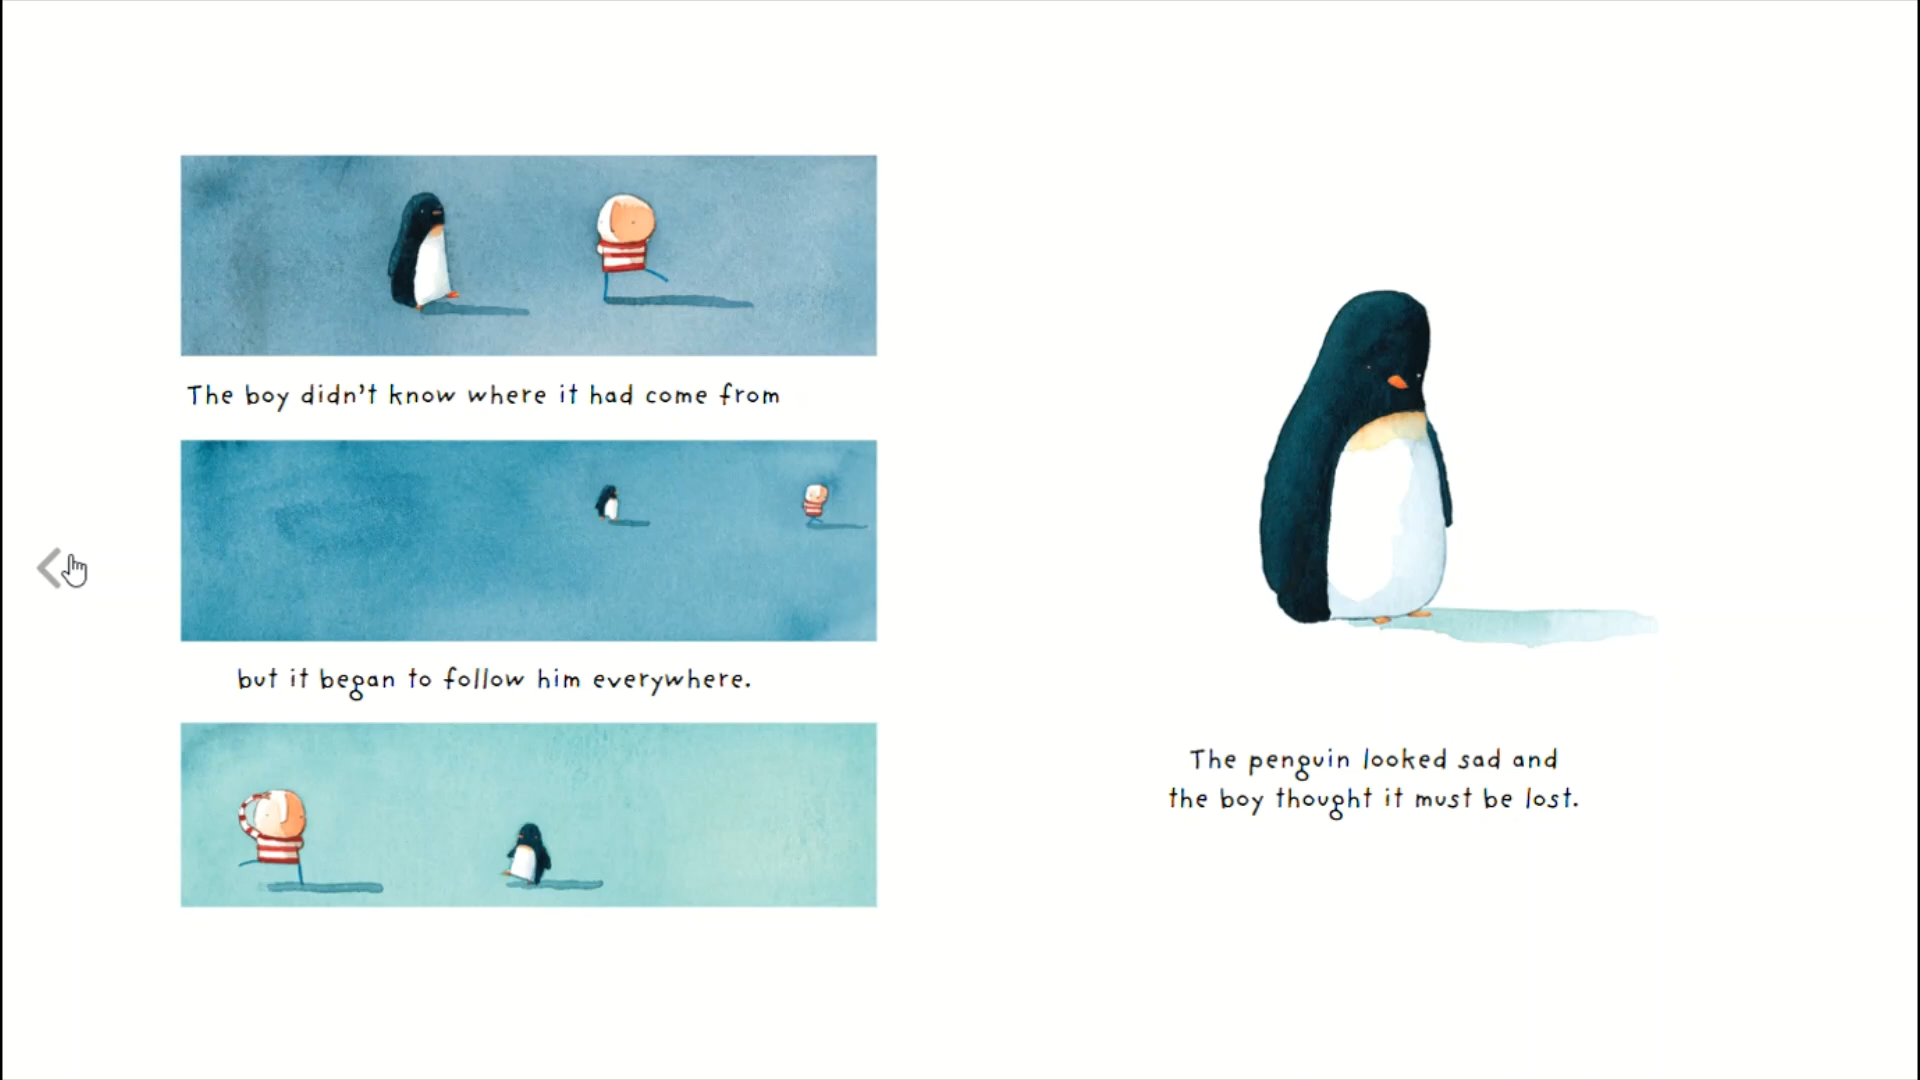 The boy didn't know where it had come from
but it began to follow him everywhere.
The penguin looked sad and
the boy thought it must be lost.